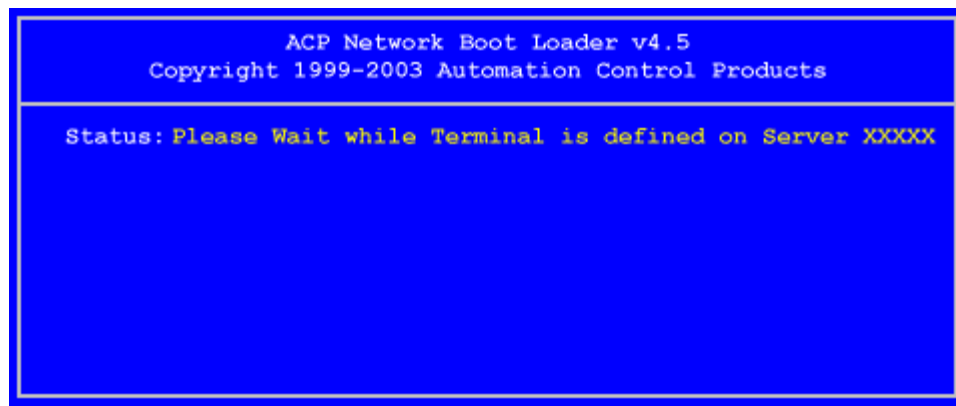 ACP Network Boot Loader v4.5
Copyright 1999-2003 Automation Control Products
Status: Please Wait while Terminal is defined on Server XXXXX